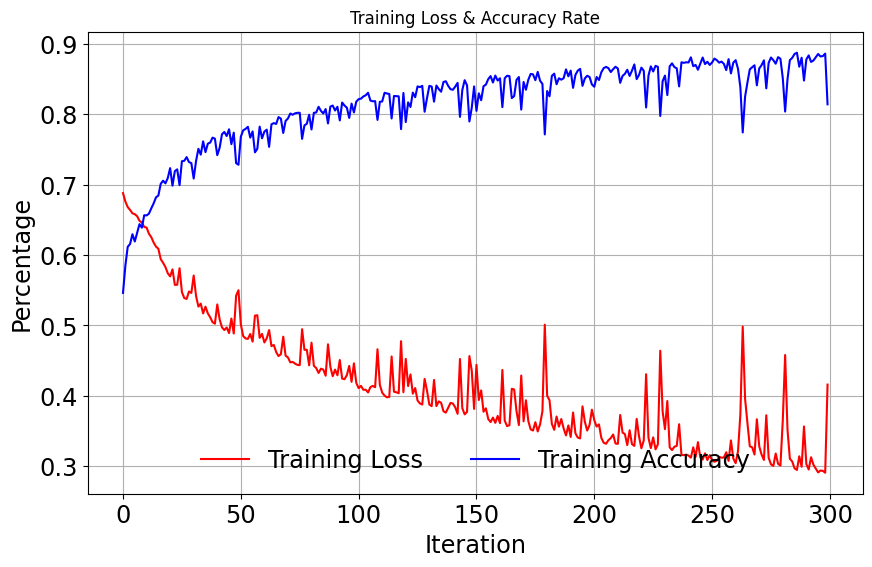 Training Loss & Accuracy Rate
Percentage
0.9
0.8
0.7
0.6
0.5
0.4
0.3
Training Loss
Training Accuracy
0
50
100
150
200
250
300
Iteration